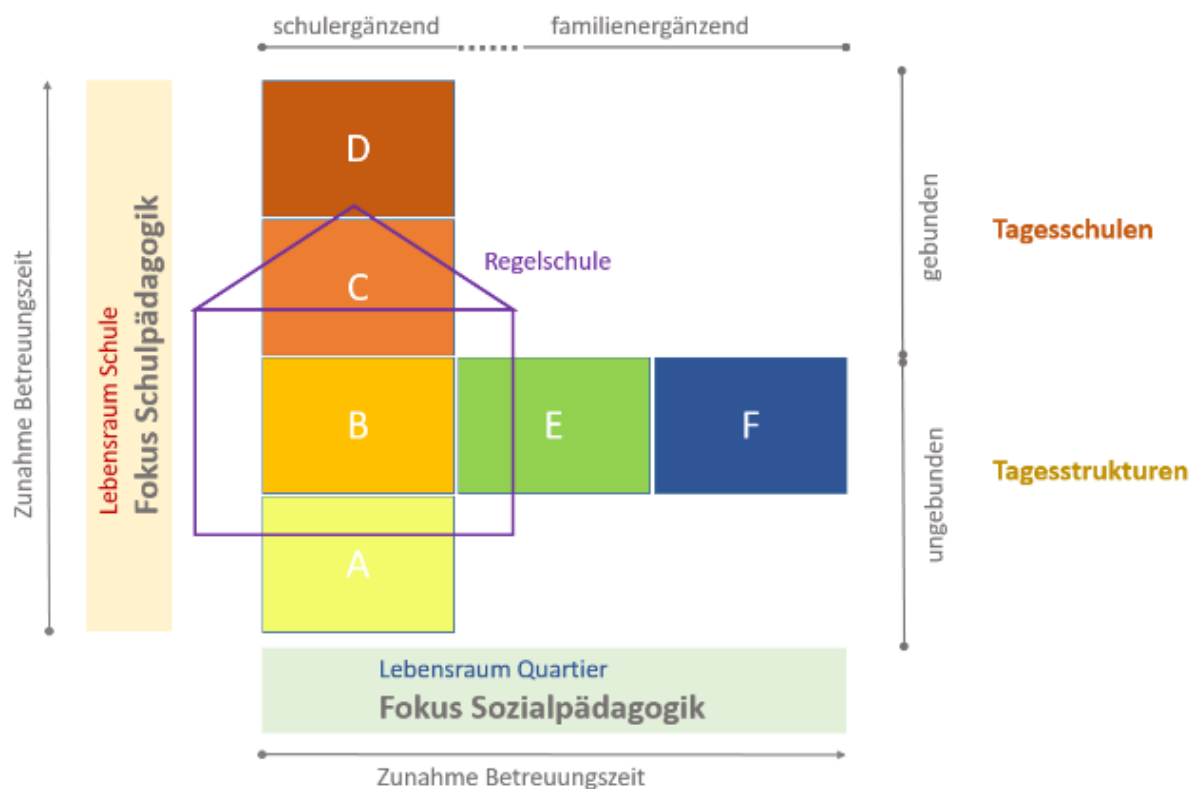 schulergänzend
familienergänzend
D
C
B
E
F
A
Regelschule
Zunahme Betreuungszeit
Lebensraum Schule
Fokus Schulpädagogik
gebunden
ungebunden
Tagesschulen
Tagesstrukturen
Lebensraum Quartier
Fokus Sozialpädagogik
Zunahme Betreuungszeit